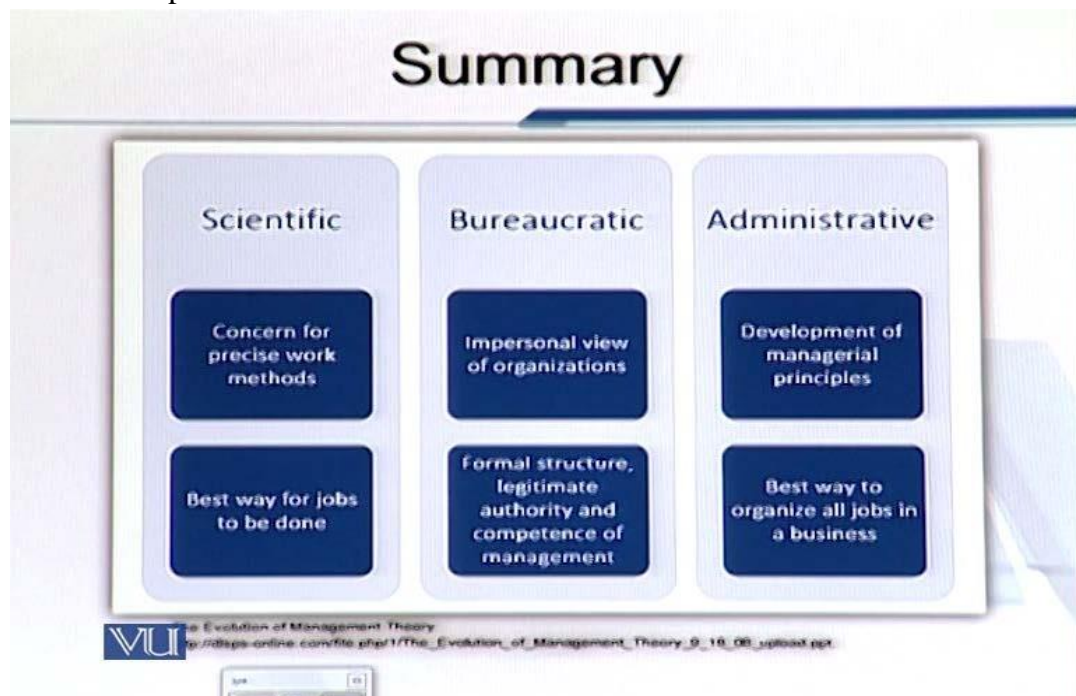 Summary
Scientific
Concern for
precise work
methods
Best way for jobs
to be done
Bureaucratic
Impersonal view
of organizations
Formal structure,
legitimate
authority and
competence of
management
Administrative
Development of
managerial
principles
Best way to
organize all jobs in
a business
The Evolution of Management Theory
VU